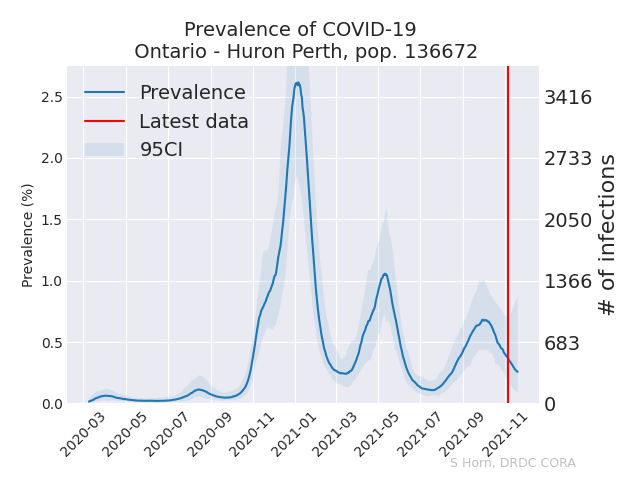 Prevalence of COVID-19
Ontario - Huron Perth, pop. 136672
Prevalence
Latest data
95CI
Prevalence (%)
2.5
2.0
1.5
1.0
0.5
0.0
3416
2733
2050
1366
683
0
# of infections
2020-03
2020-05
2020-07
2020-09
2020-11
2021-01
2021-03
2021-05
2021-07
2021-09
2021-11
S Horn, DRDC CORA